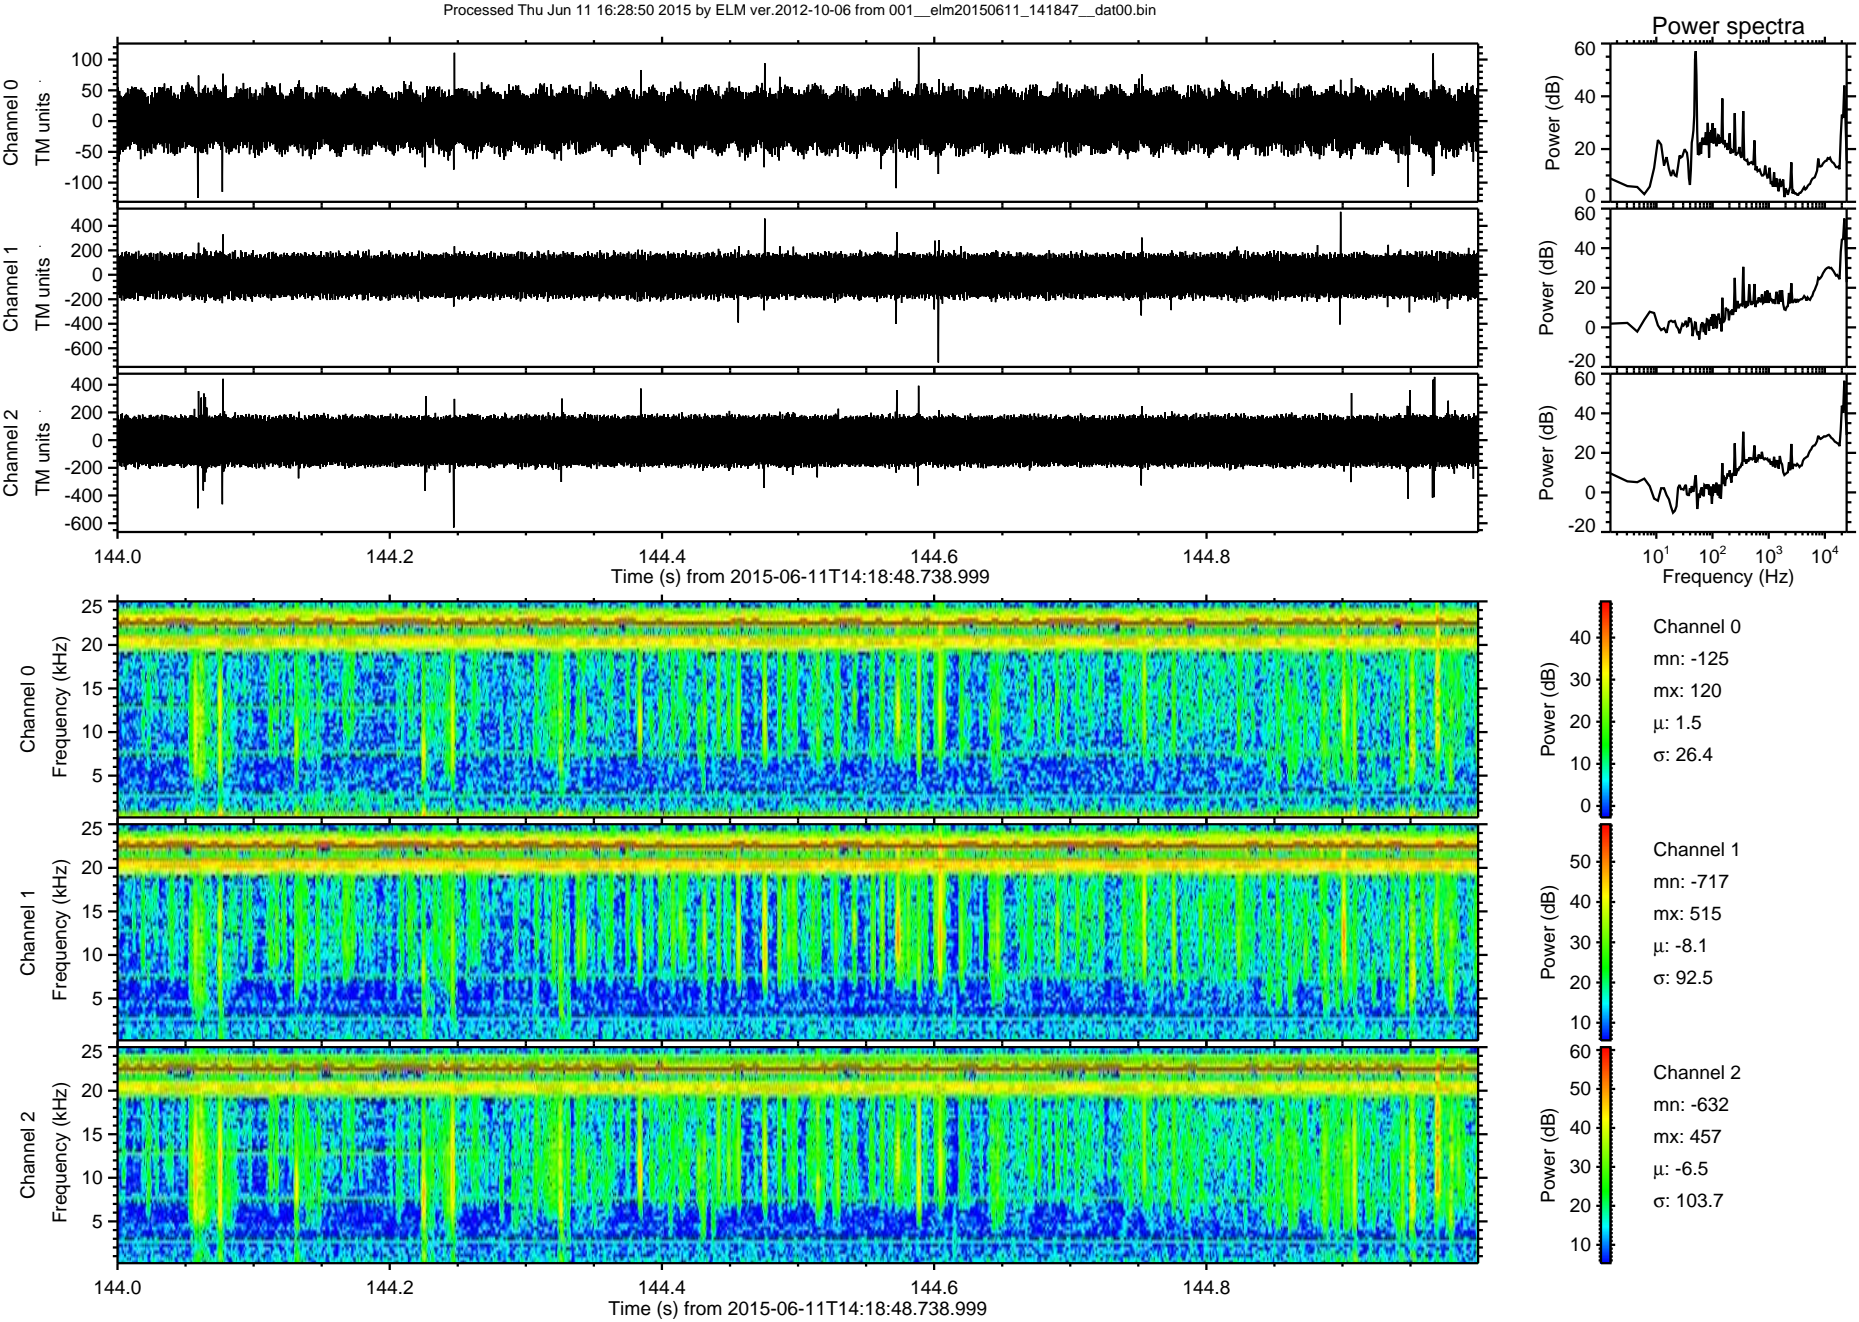 Processed Thu Jun 11 16:28:50 2015 by ELM ver.2012-10-06 from 001__elm20150611_141847__dat00.bin
Power spectra
Channel 0
TM units
100
50
0
-50
-100
Power (dB)
60
40
20
0
Channel 1
TM units
400
200
0
-200
-400
-600
Power (dB)
60
40
20
0
-20
Channel 2
TM units
400
200
0
-200
-400
-600
Power (dB)
60
40
20
0
-20
144.0 144.2 144.4 144.6 144.8
Time (s) from 2015-06-11T14:18:48.738.999
10^1 10^2 10^3 10^4
Frequency (Hz)
Channel 0
Frequency (kHz)
25
20
15
10
5
Power (dB)
40
30
20
10
0
Channel 0
mn: -125
mx: 120
μ: 1.5
σ: 26.4
Channel 1
Frequency (kHz)
25
20
15
10
5
Power (dB)
50
40
30
20
10
Channel 1
mn: -717
mx: 515
μ: -8.1
σ: 92.5
Channel 2
Frequency (kHz)
25
20
15
10
5
Power (dB)
60
50
40
30
20
10
Channel 2
mn: -632
mx: 457
μ: -6.5
σ: 103.7
144.0 144.2 144.4 144.6 144.8
Time (s) from 2015-06-11T14:18:48.738.999